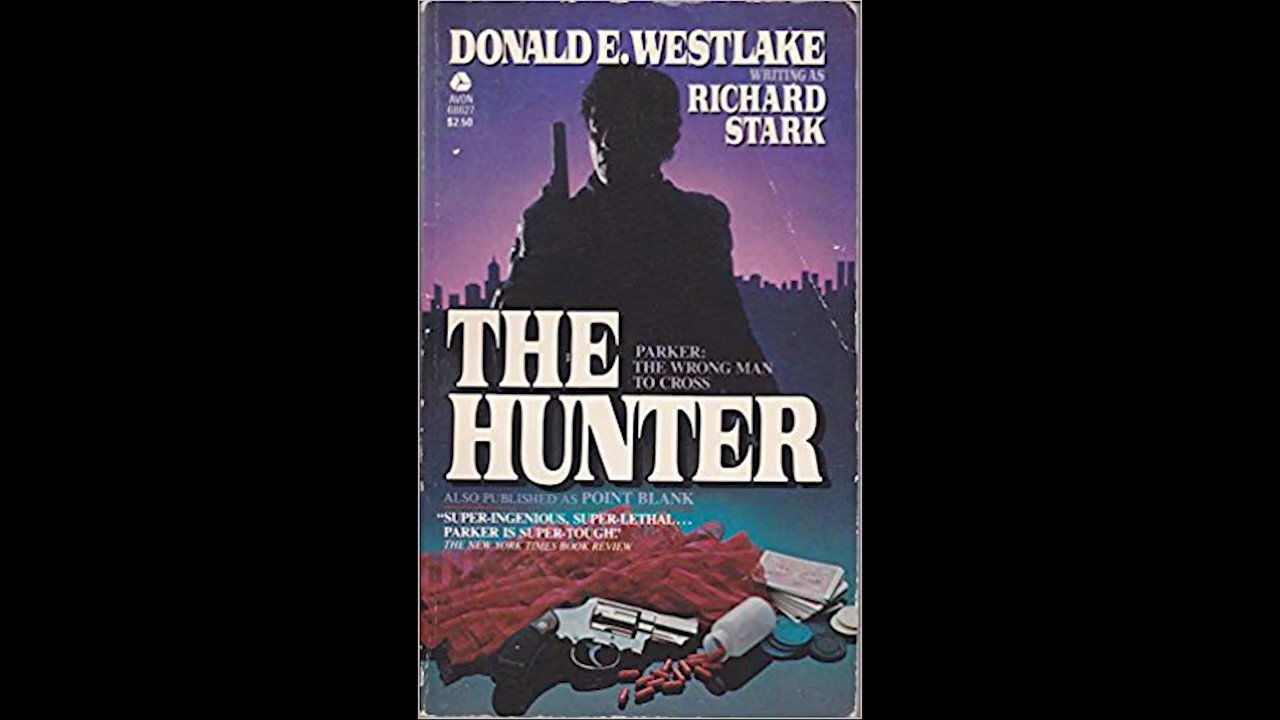 DONALD E. WESTLAKE
WRITING AS
RICHARD
STARK
AVON
68827
$2.50
THE
HUNTER
PARKER:
THE WRONG MAN
TO CROSS
ALSO PUBLISHED AS POINT BLANK
“SUPER-INGENIOUS, SUPER-LETHAL...
PARKER IS SUPER-TOUGH.”
THE NEW YORK TIMES BOOK REVIEW